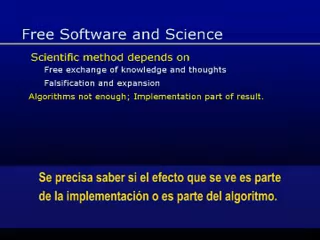 Free Software and Science
Scientific method depends on
Free exchange of knowledge and thoughts
Falsification and expansion
Algorithms not enough; Implementation part of result.
Se precisa saber si el efecto que se ve es parte
de la implementación o es parte del algoritmo.